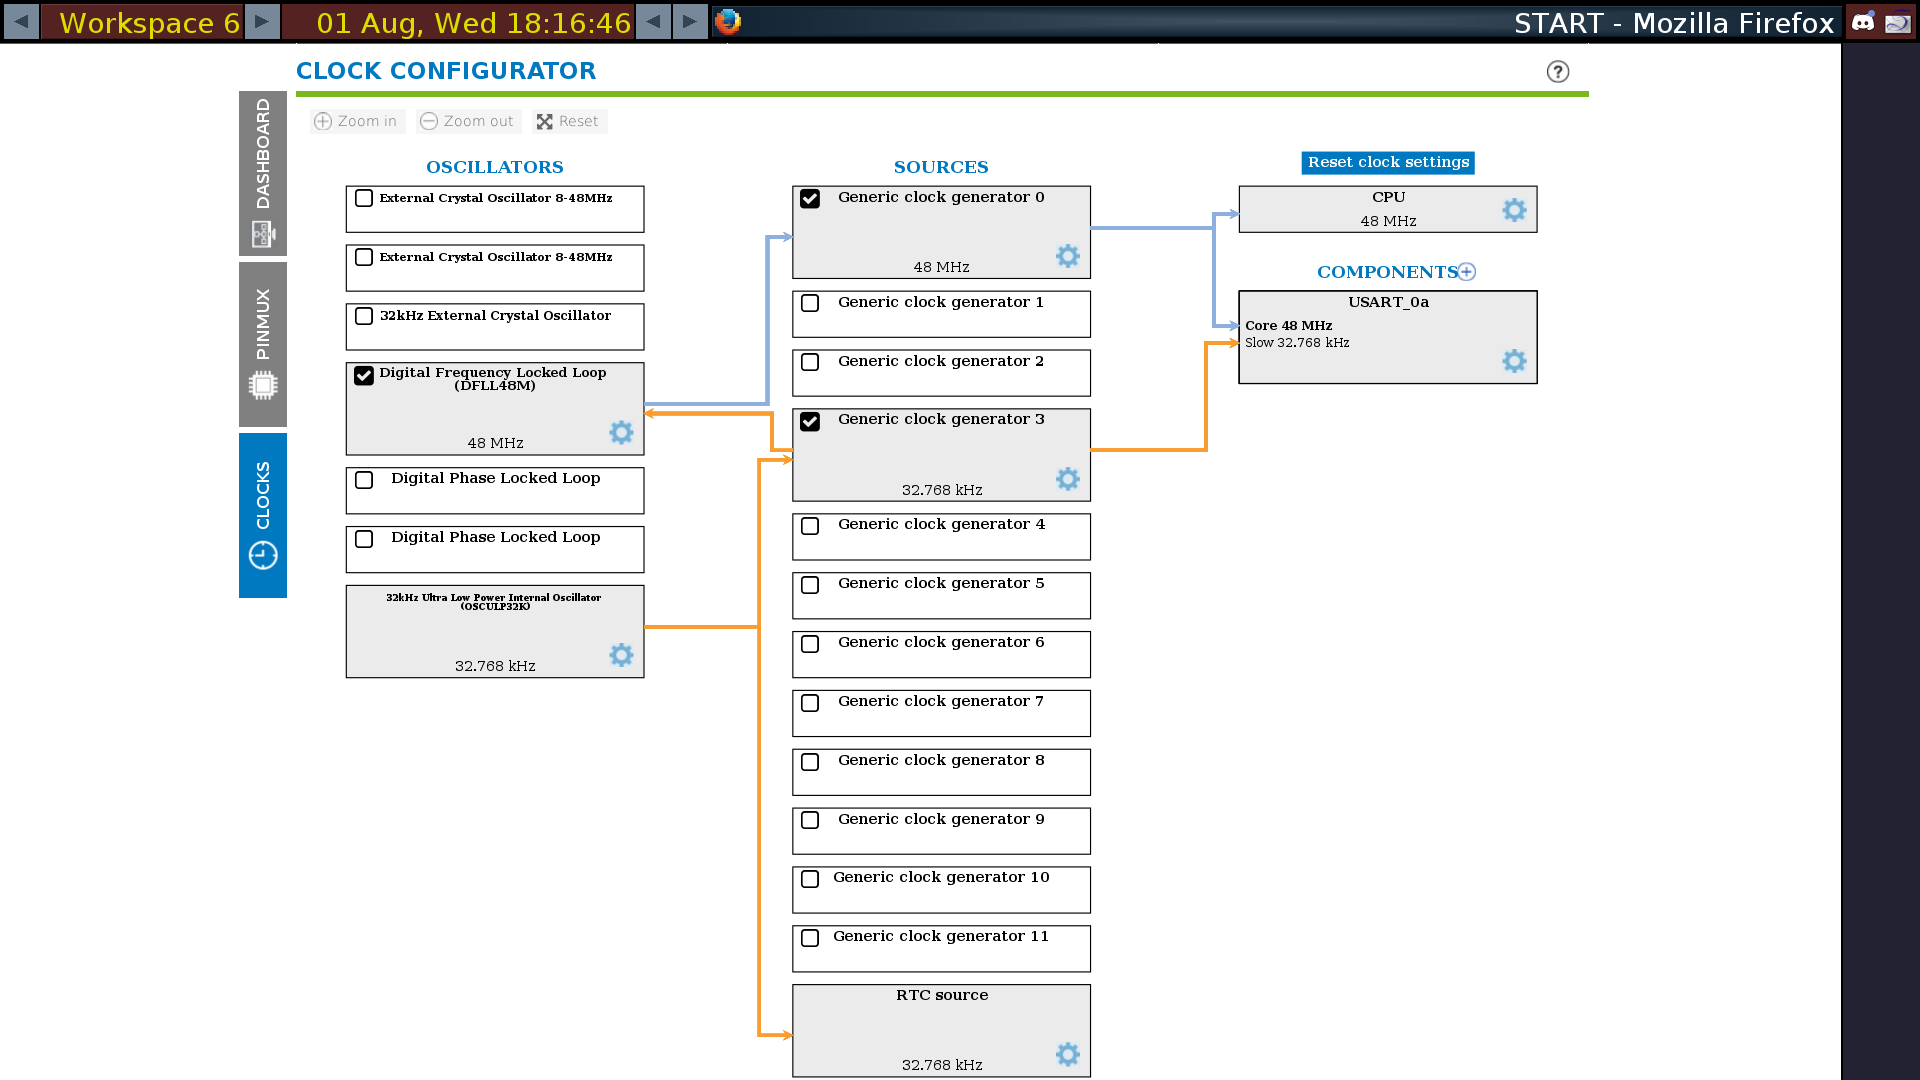 Workspace 6
01 Aug, Wed 18:16:46
START - Mozilla Firefox
CLOCK CONFIGURATOR
?
DASHBOARD
PINMUX
CLOCKS
Zoom in
Zoom out
Reset
OSCILLATORS
External Crystal Oscillator 8-48MHz
External Crystal Oscillator 8-48MHz
32kHz External Crystal Oscillator
Digital Frequency Locked Loop
(DFLL48M)
48 MHz
Digital Phase Locked Loop
Digital Phase Locked Loop
32kHz Ultra Low Power Internal Oscillator
(OSCULP32K)
32.768 kHz
SOURCES
Generic clock generator 0
48 MHz
Generic clock generator 1
Generic clock generator 2
Generic clock generator 3
32.768 kHz
Generic clock generator 4
Generic clock generator 5
Generic clock generator 6
Generic clock generator 7
Generic clock generator 8
Generic clock generator 9
Generic clock generator 10
Generic clock generator 11
RTC source
32.768 kHz
Reset clock settings
CPU
48 MHz
COMPONENTS
USART_0a
Core 48 MHz
Slow 32.768 kHz